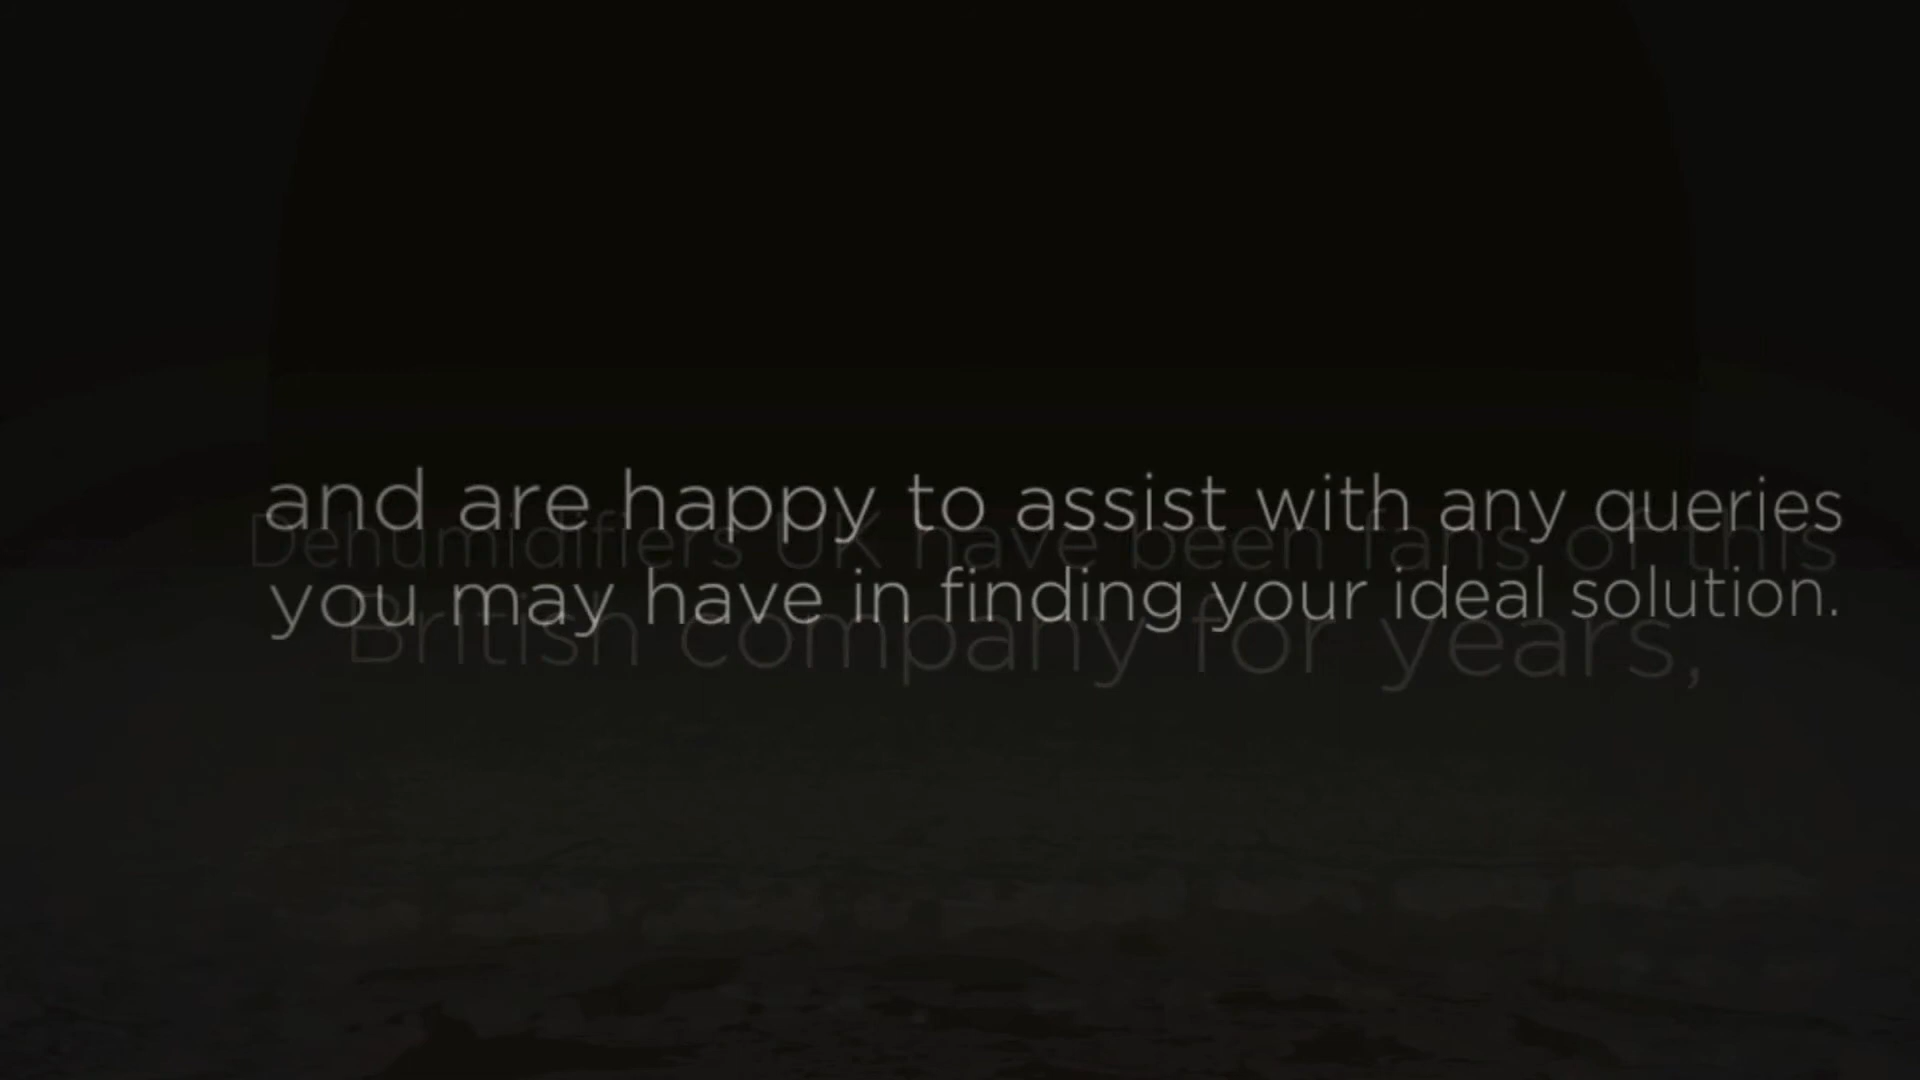 and are happy to assist with any queries
Dehumidifiers UK have been fans of this
you may have in finding your ideal solution.
British company for years,